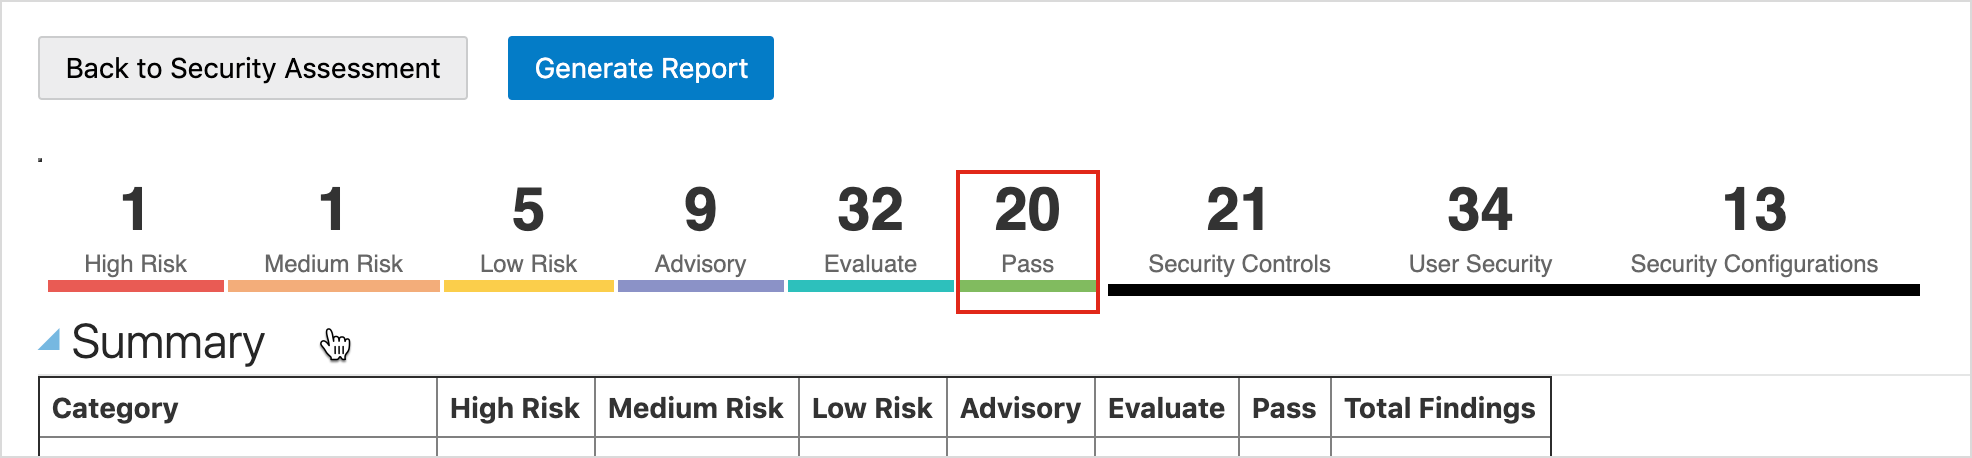 Back to Security Assessment Generate Report
1 1 5 9 32 20 21 34 13
High Risk Medium Risk Low Risk Advisory Evaluate Pass Security Controls User Security Security Configurations
Summary
Category High Risk Medium Risk Low Risk Advisory Evaluate Pass Total Findings